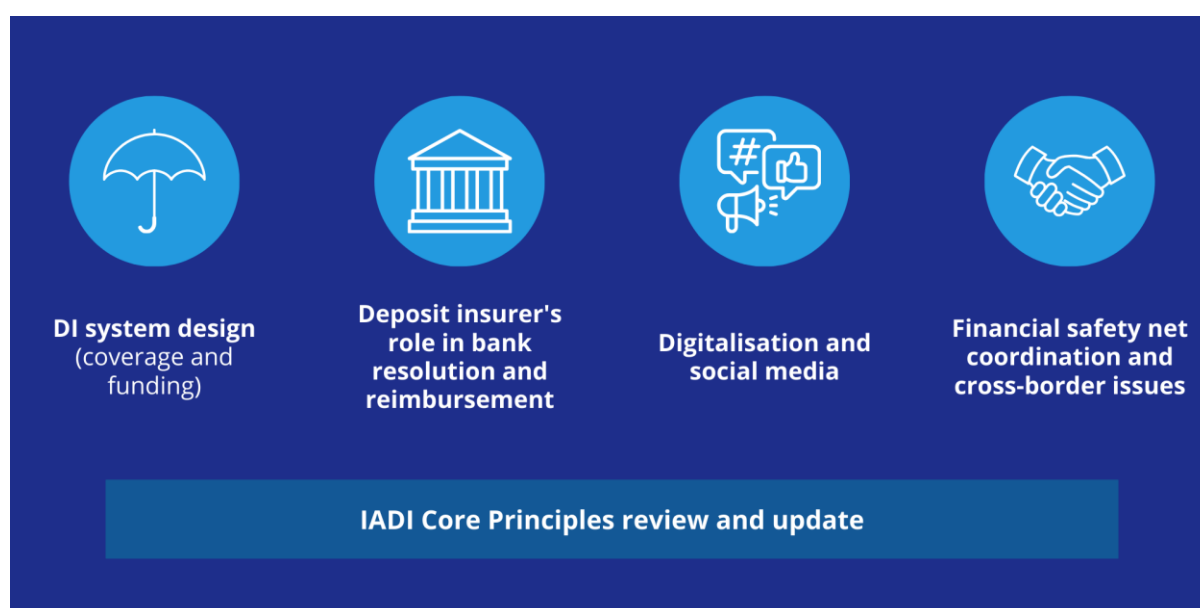 DI system design
(coverage and
funding)
Deposit insurer's
role in bank
resolution and
reimbursement
Digitalisation and
social media
Financial safety net
coordination and
cross-border issues
IADI Core Principles review and update